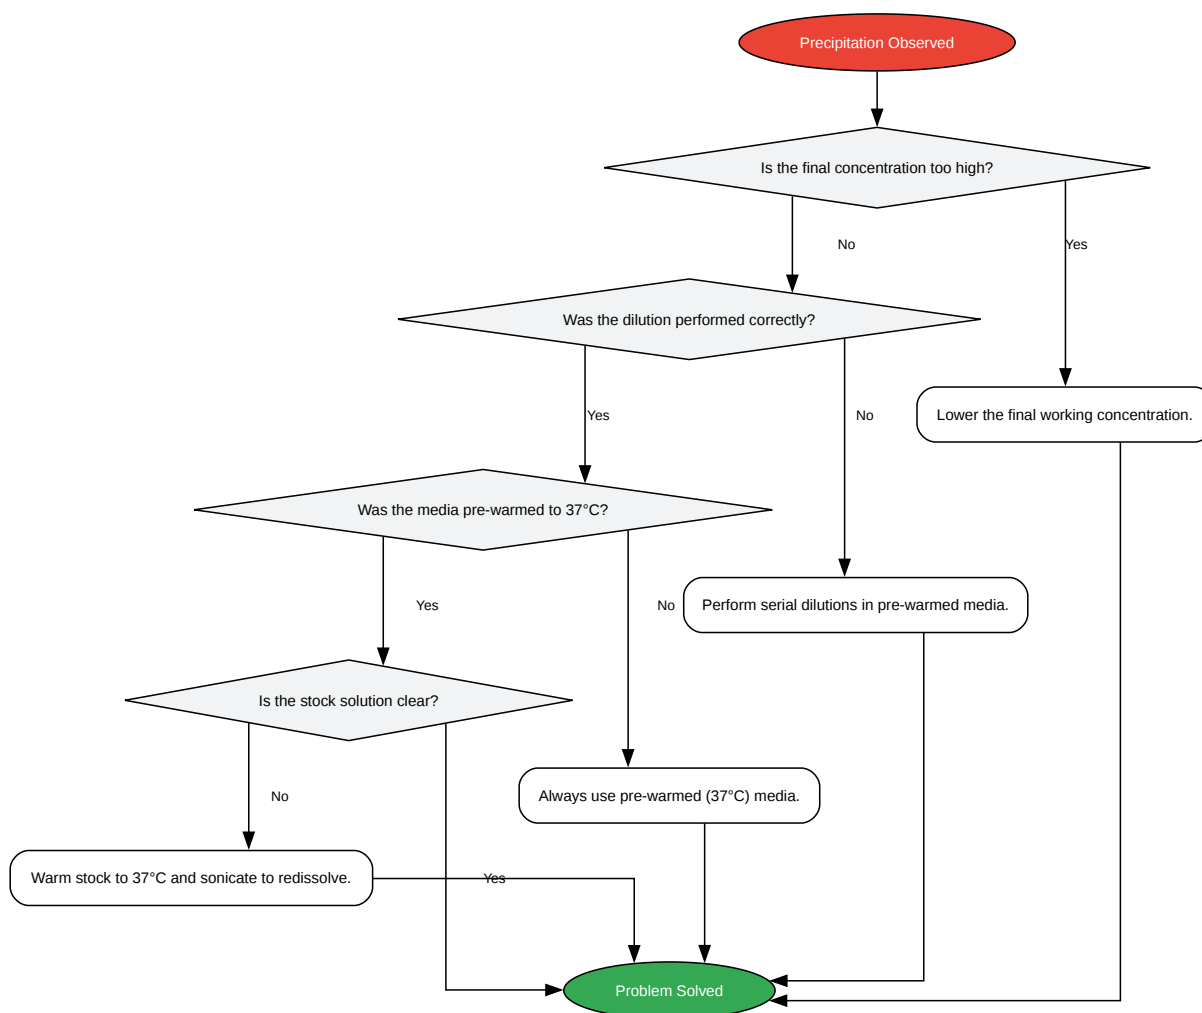 Precipitation Observed
Is the final concentration too high?
No
Yes
Was the dilution performed correctly?
Yes
No
Lower the final working concentration.
Was the media pre-warmed to 37°C?
Yes
No
Perform serial dilutions in pre-warmed media.
Is the stock solution clear?
No
Always use pre-warmed (37°C) media.
Warm stock to 37°C and sonicate to redissolve.
Yes
Problem Solved